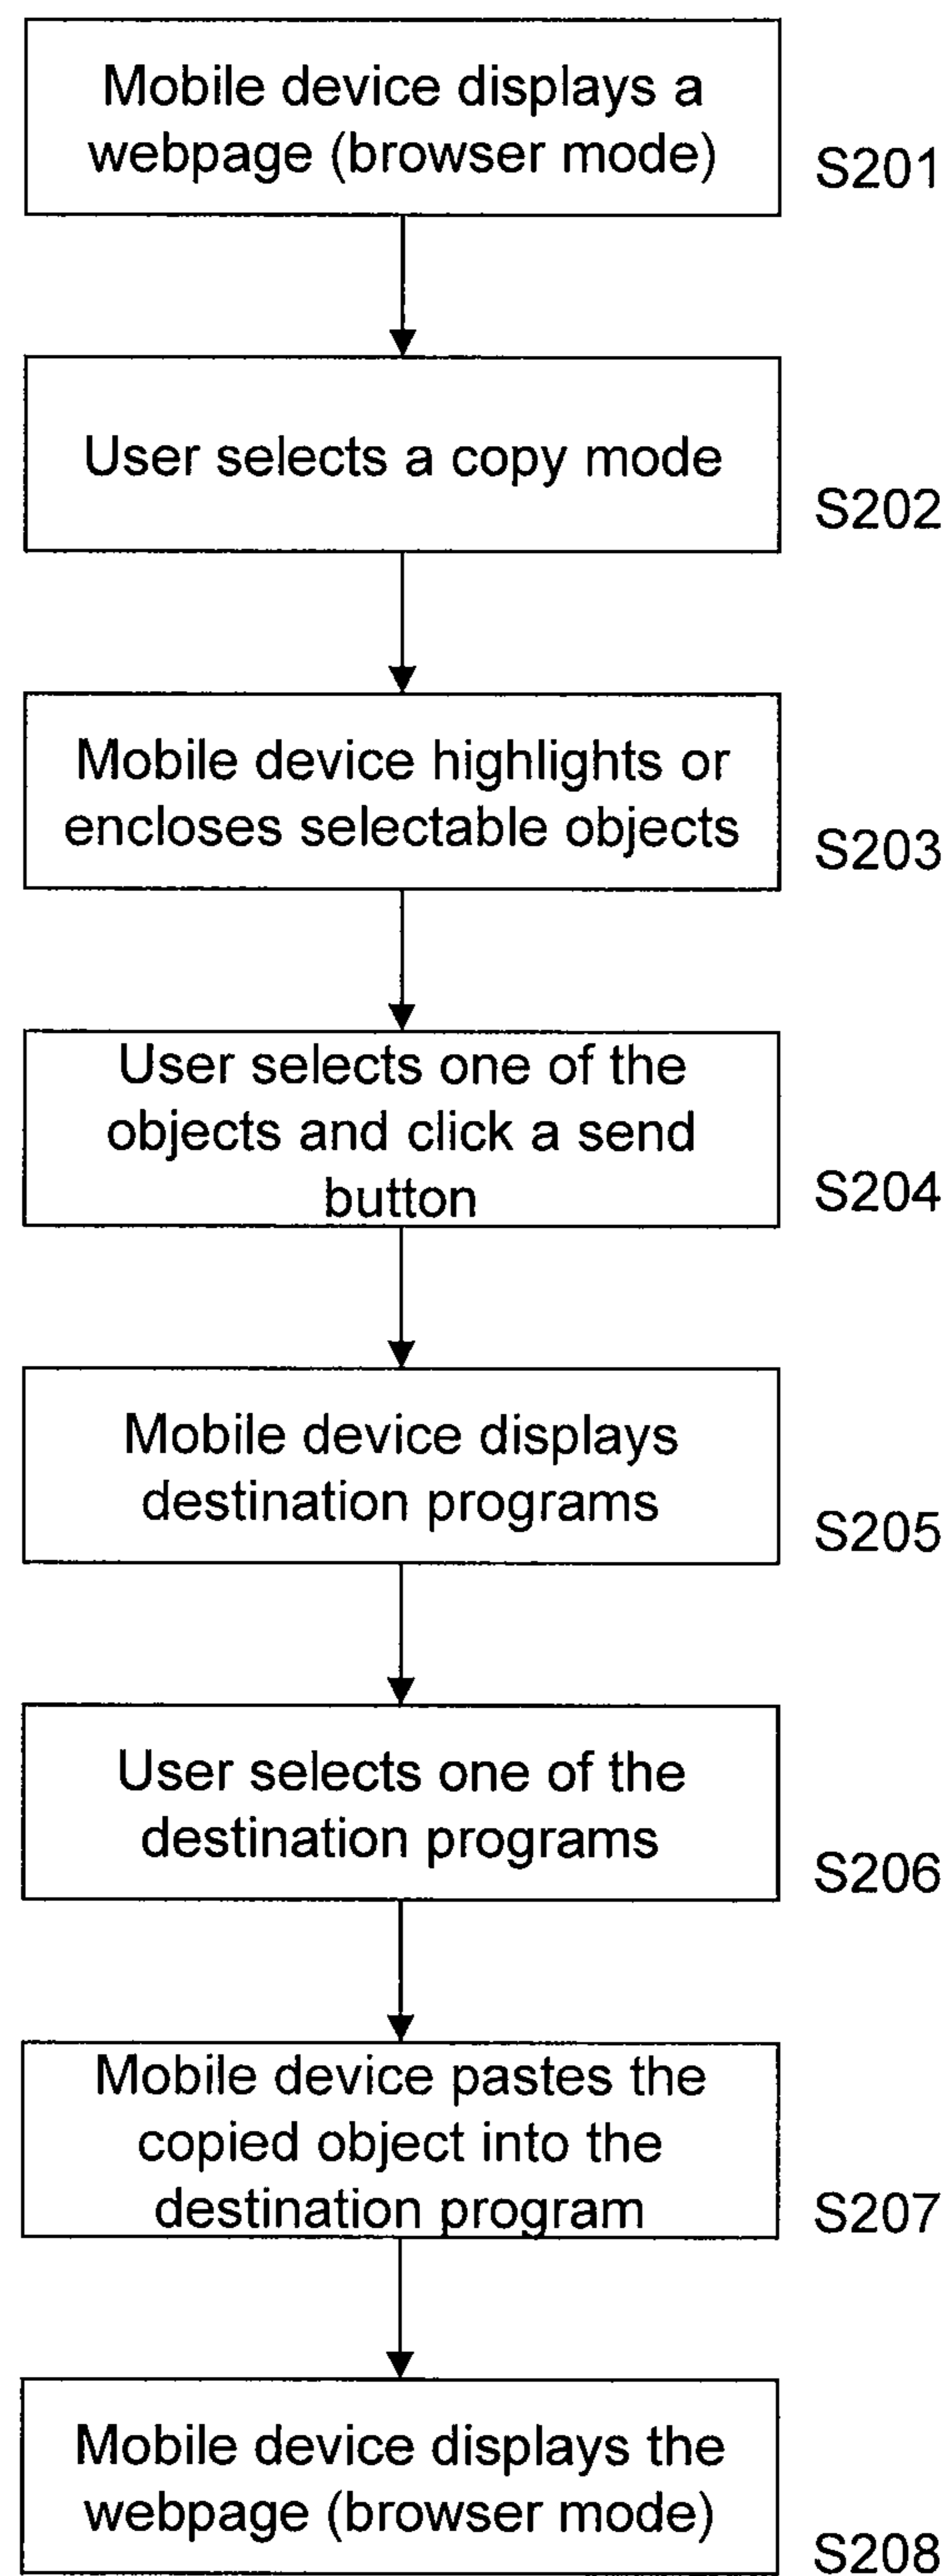 Mobile device displays a
webpage (browser mode)
S201
User selects a copy mode
S202
Mobile device highlights or
encloses selectable objects
S203
User selects one of the
objects and click a send
button
S204
Mobile device displays
destination programs
S205
User selects one of the
destination programs
S206
Mobile device pastes the
copied object into the
destination program
S207
Mobile device displays the
webpage (browser mode)
S208